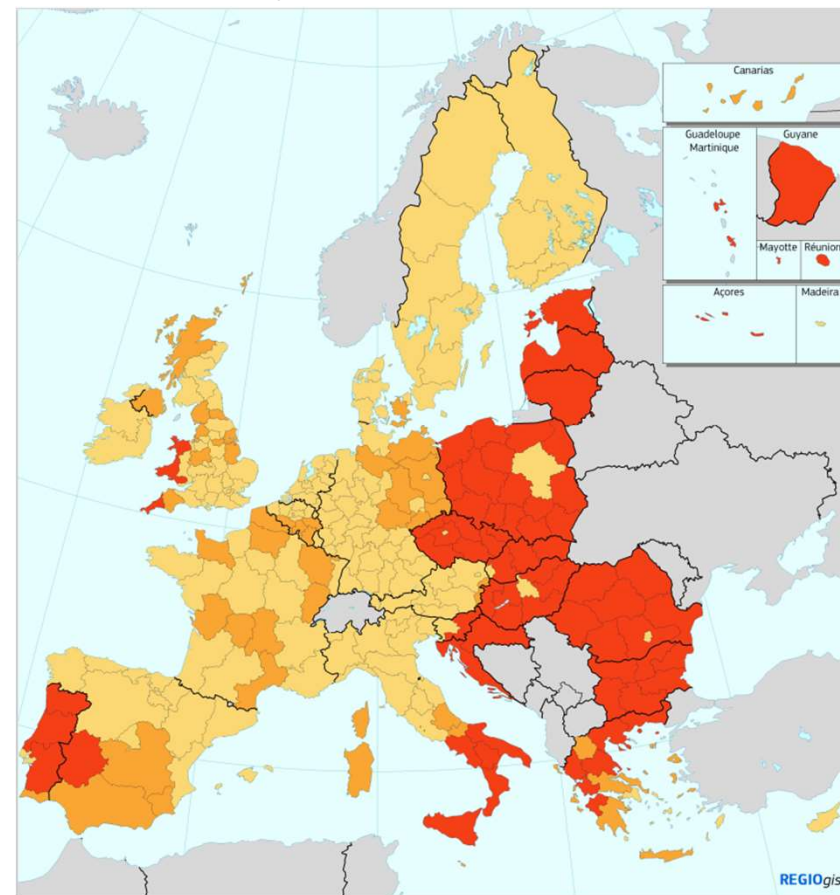 Canarias
Guadeloupe
Martinique
Guyane
Mayotte
Réunion
Açores
Madeira
REGIOgis